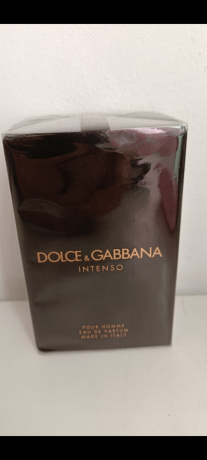 DOLCE & GABBANA
INTENSO
POUR HOMME
EAU DE PARFUM
MADE IN ITALY